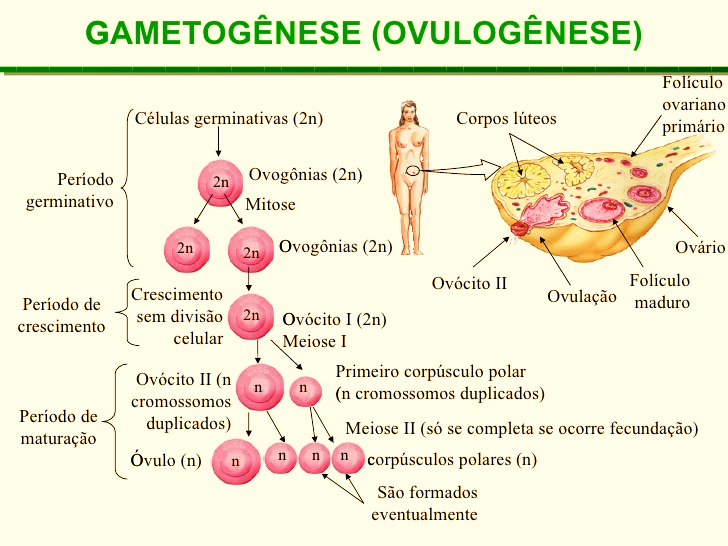 GAMETOGÊNESE (OVULOGÊNESE)
Células germinativas (2n)
Período
germinativo
2n
Ovogônias (2n)
Mitose
2n
2n
Ovogônias (2n)
Período de
crescimento
Crescimento
sem divisão
celular
2n
Ovócito I (2n)
Meiose I
Período de
maturação
Ovócito II (n
cromossomos
duplicados)
n
n
Primeiro corpúsculo polar
(n cromossomos duplicados)
Meiose II (só se completa se ocorre fecundação)
Óvulo (n)
n
n
n
n
corpúsculos polares (n)
São formados
eventualmente
Corpos lúteos
Folículo
ovariano
primário
Ovário
Folículo
maduro
Ovulação
Ovócito II